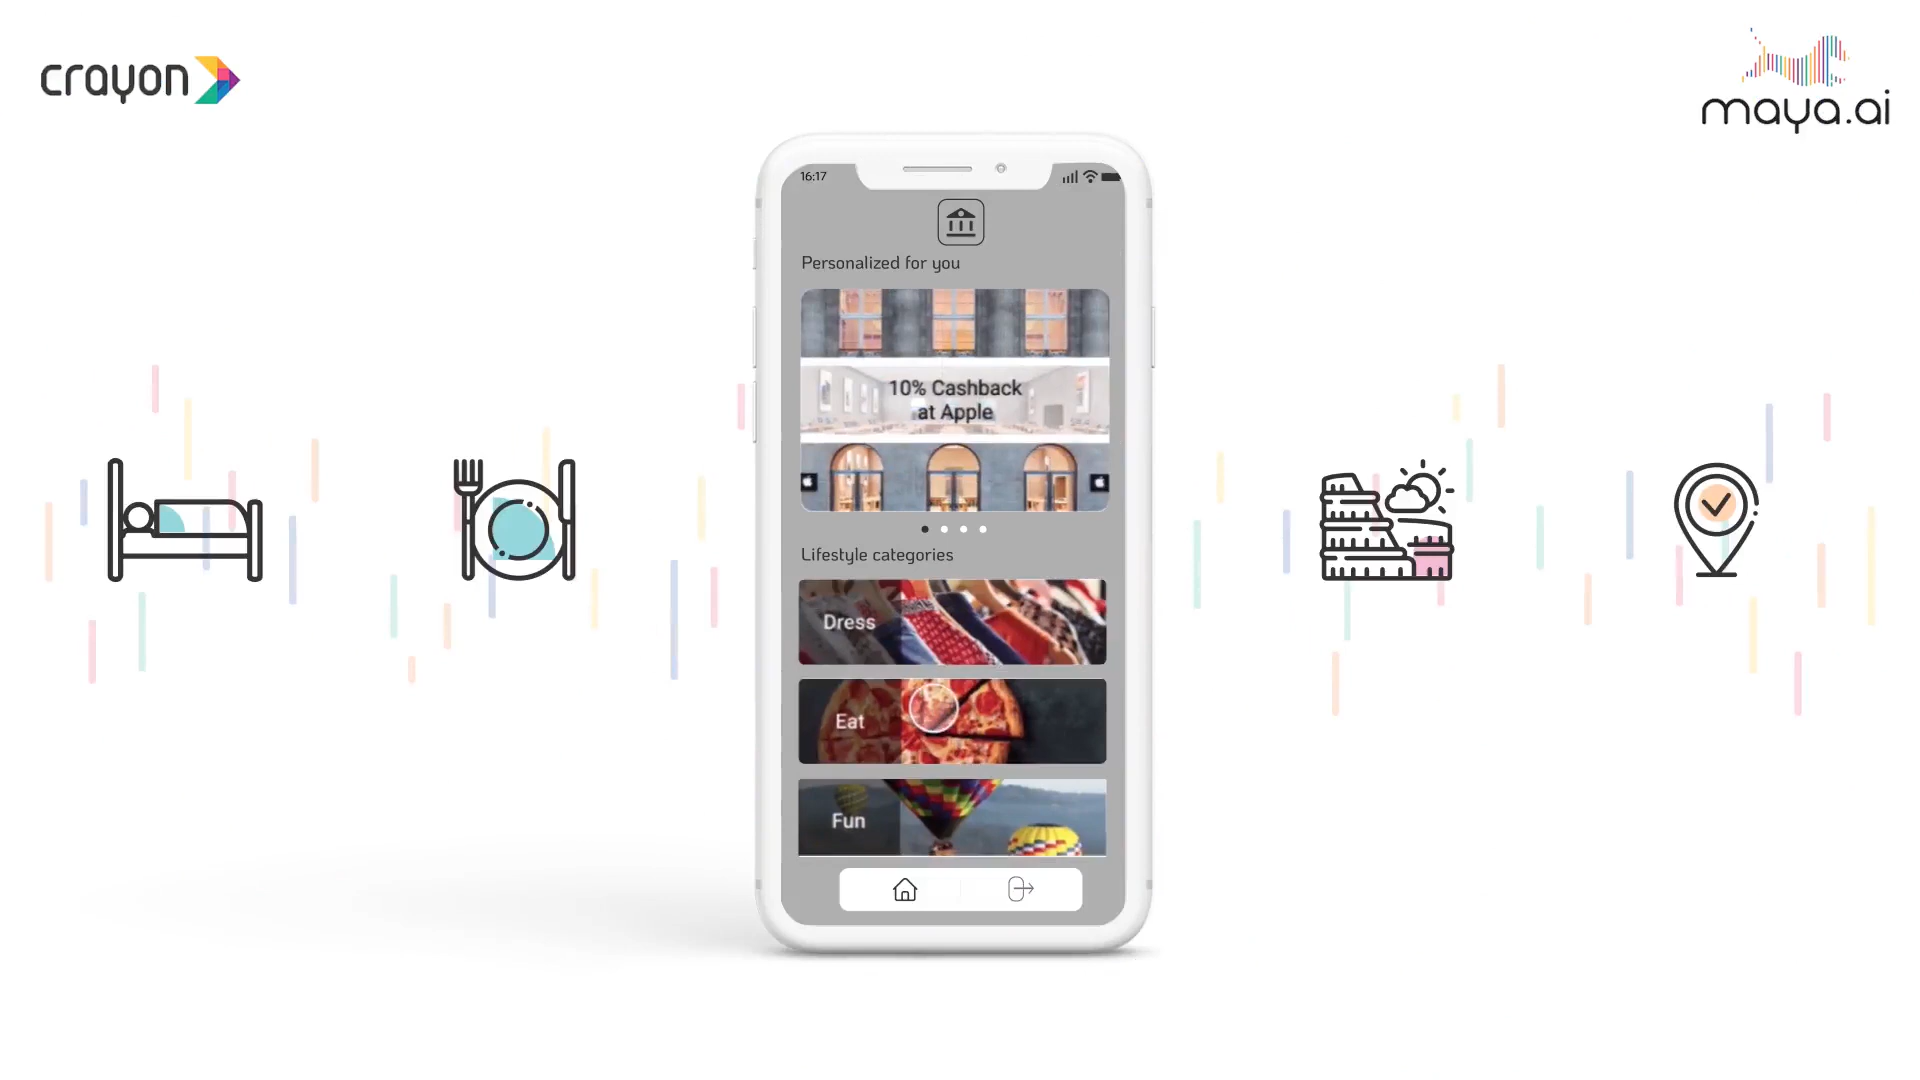 crayon
maya.ai
16:17
Personalized for you
10% Cashback
at Apple
Lifestyle categories
Dress
Eat
Fun